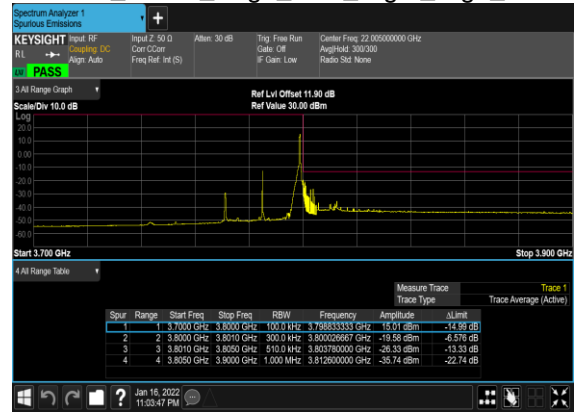 Spectrum Analyzer 1
Spurious Emissions
KEYSIGHT Input: RF Input Z: 50 Ω Atten: 30 dB Trig: Free Run Center Freq: 22.005000000 GHz
RL Coupling: DC Corr CCorr Gate: Off Avg|Hold: 300/300
Align: Auto Freq Ref: Int (S) IF Gain: Low Radio Std: None
PASS
3 All Range Graph
Ref Lvl Offset 11.90 dB
Scale/Div 10.0 dB Ref Value 30.00 dBm
Log
20.0
10.0
0.00
-10.0
-20.0
-30.0
-40.0
-50.0
-60.0
Start 3.700 GHz Stop 3.900 GHz
4 All Range Table
Measure Trace Trace 1
Trace Type Trace Average (Active)
Spur Range Start Freq Stop Freq RBW Frequency Amplitude ΔLimit
1 1 3.7000 GHz 3.8000 GHz 100.0 kHz 3.798833333 GHz 15.01 dBm -14.99 dB
2 2 3.8000 GHz 3.8010 GHz 300.0 kHz 3.800026667 GHz -19.58 dBm -6.576 dB
3 3 3.8010 GHz 3.8050 GHz 510.0 kHz 3.803780000 GHz -26.33 dBm -13.33 dB
4 4 3.8050 GHz 3.9000 GHz 1.000 MHz 3.812600000 GHz -35.74 dBm -22.74 dB
Jan 16, 2022
11:03:47 PM